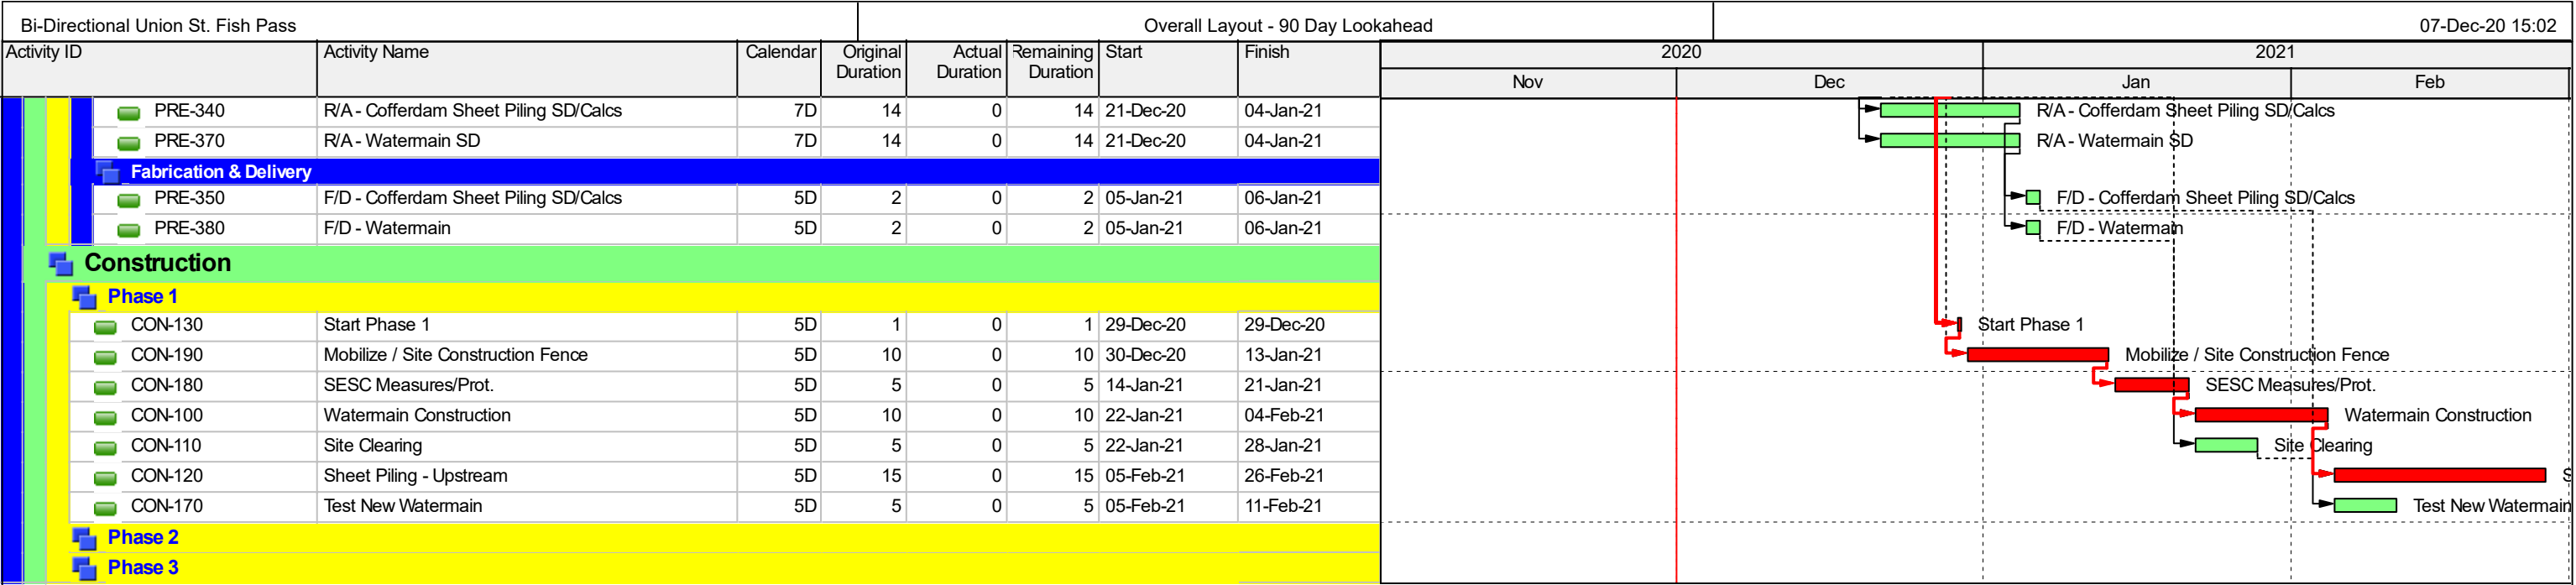 Bi-Directional Union St. Fish Pass Overall Layout - 90 Day Lookahead 07-Dec-20 15:02
Activity ID Activity Name Calendar Original Duration Actual Duration Remaining Duration Start Finish 2020 2021
Nov Dec Jan Feb
PRE-340 R/A - Cofferdam Sheet Piling SD/Calcs 7D 14 0 14 21-Dec-20 04-Jan-21 R/A - Cofferdam Sheet Piling SD/Calcs
PRE-370 R/A - Watermain SD 7D 14 0 14 21-Dec-20 04-Jan-21 R/A - Watermain SD
Fabrication & Delivery
PRE-350 F/D - Cofferdam Sheet Piling SD/Calcs 5D 2 0 2 05-Jan-21 06-Jan-21 F/D - Cofferdam Sheet Piling SD/Calcs
PRE-380 F/D - Watermain 5D 2 0 2 05-Jan-21 06-Jan-21 F/D - Watermain
Construction
Phase 1
CON-130 Start Phase 1 5D 1 0 1 29-Dec-20 29-Dec-20 Start Phase 1
CON-190 Mobilize / Site Construction Fence 5D 10 0 10 30-Dec-20 13-Jan-21 Mobilize / Site Construction Fence
CON-180 SESC Measures/Prot. 5D 5 0 5 14-Jan-21 21-Jan-21 SESC Measures/Prot.
CON-100 Watermain Construction 5D 10 0 10 22-Jan-21 04-Feb-21 Watermain Construction
CON-110 Site Clearing 5D 5 0 5 22-Jan-21 28-Jan-21 Site Clearing
CON-120 Sheet Piling - Upstream 5D 15 0 15 05-Feb-21 26-Feb-21
CON-170 Test New Watermain 5D 5 0 5 05-Feb-21 11-Feb-21 Test New Watermain
Phase 2
Phase 3